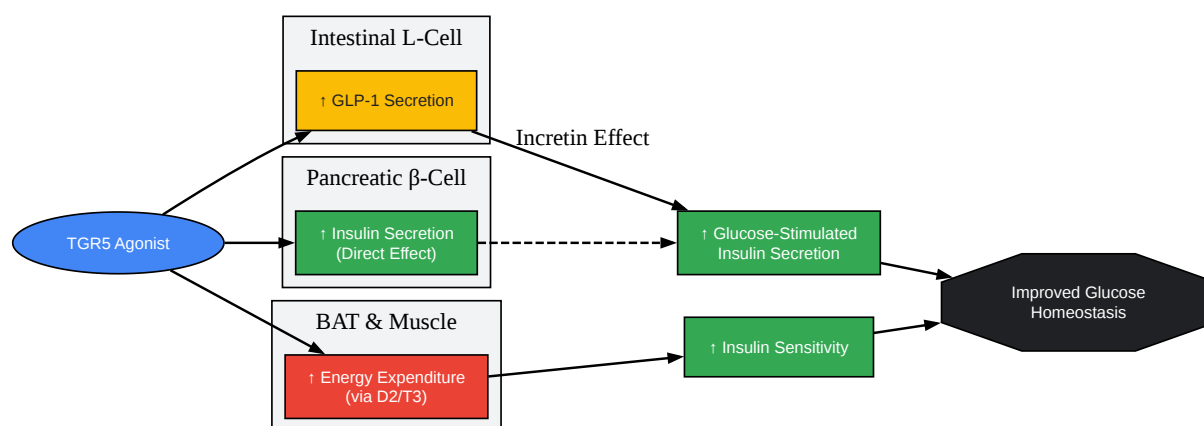 Intestinal L-Cell
↑ GLP-1 Secretion
Incretin Effect
Pancreatic β-Cell
TGR5 Agonist
↑ Insulin Secretion
(Direct Effect)
↑ Glucose-Stimulated
Insulin Secretion
Improved Glucose
Homeostasis
BAT & Muscle
↑ Insulin Sensitivity
↑ Energy Expenditure
(via D2/T3)